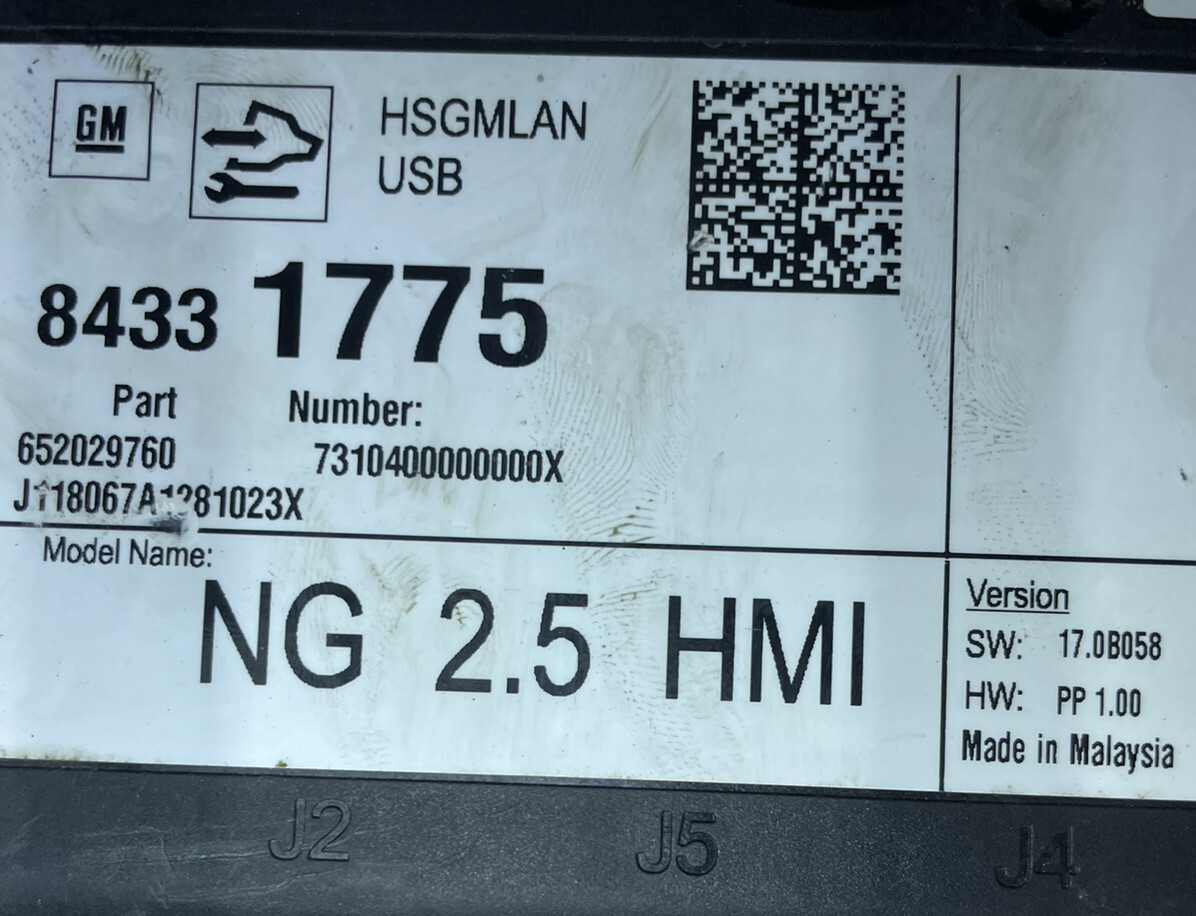 GM
HSGMLAN
USB
8433 1775
Part Number:
652029760 7310400000000X
Model Name:
NG 2.5 HMI
Version
SW: 17.0B058
HW: PP 1.00
Made in Malaysia
J2 J5 J4